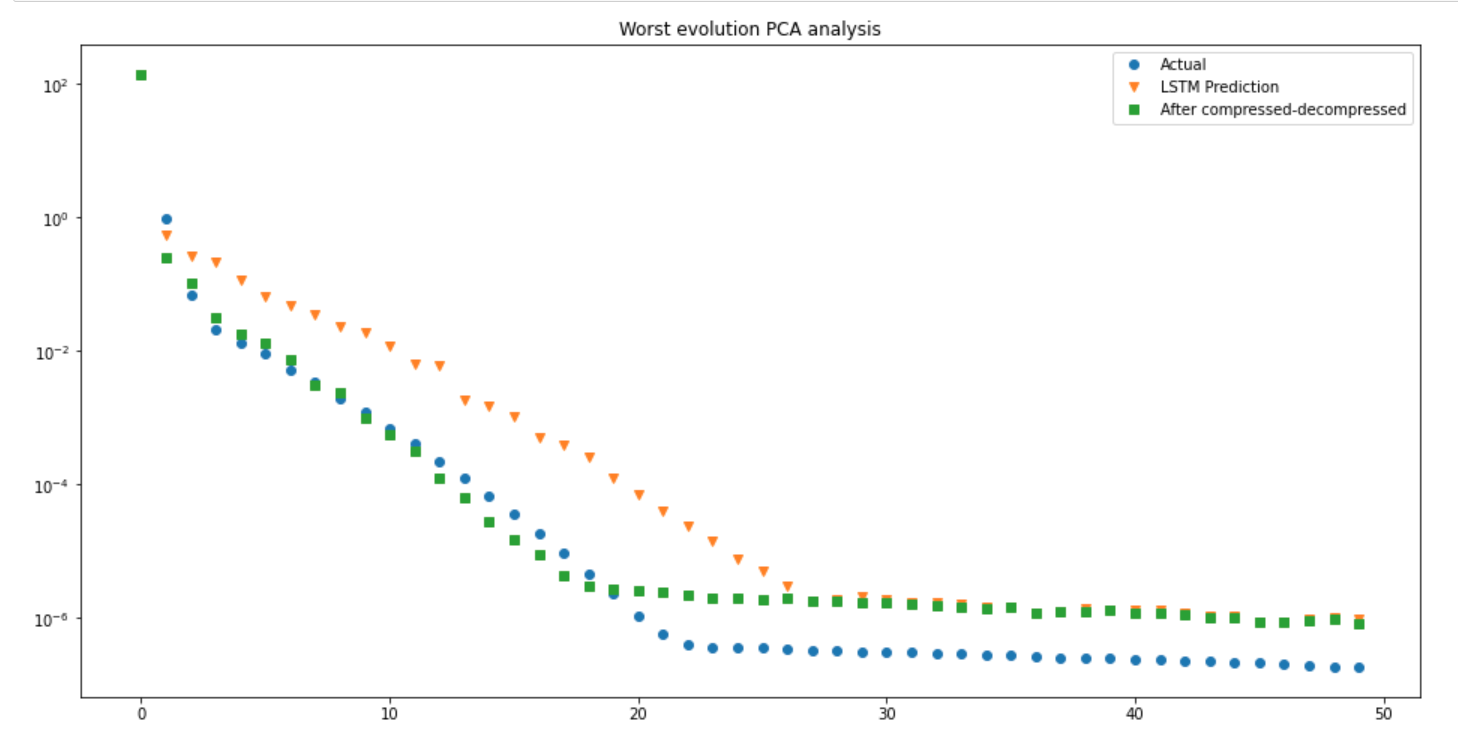 Worst evolution PCA analysis
Actual
LSTM Prediction
After compressed-decompressed
10²
10⁰
10⁻²
10⁻⁴
10⁻⁶
0 10 20 30 40 50